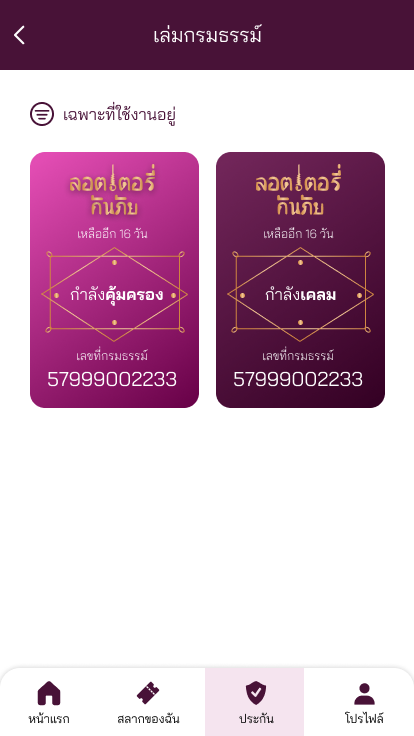 เล่มกรมธรรม์
เฉพาะที่ใช้งานอยู่
ลอตเตอรี่
กันภัย
เหลืออีก 16 วัน
กำลังคุ้มครอง
เลขที่กรมธรรม์
57999002233
ลอตเตอรี่
กันภัย
เหลืออีก 16 วัน
กำลังเคลม
เลขที่กรมธรรม์
57999002233
หน้าแรก
สลากของฉัน
ประกัน
โปรไฟล์